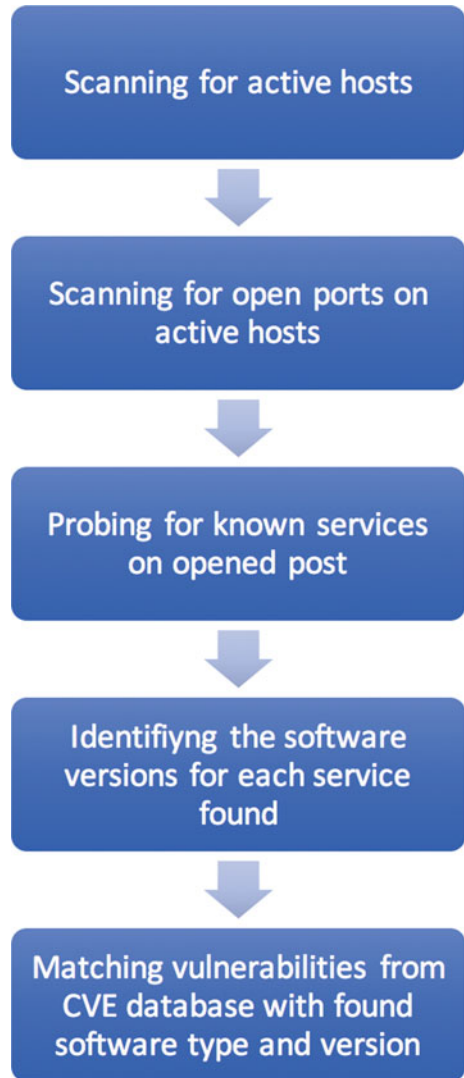 Scanning for active hosts
Scanning for open ports on
active hosts
Probing for known services
on opened post
Identifiyng the software
versions for each service
found
Matching vulnerabilities from
CVE database with found
software type and version